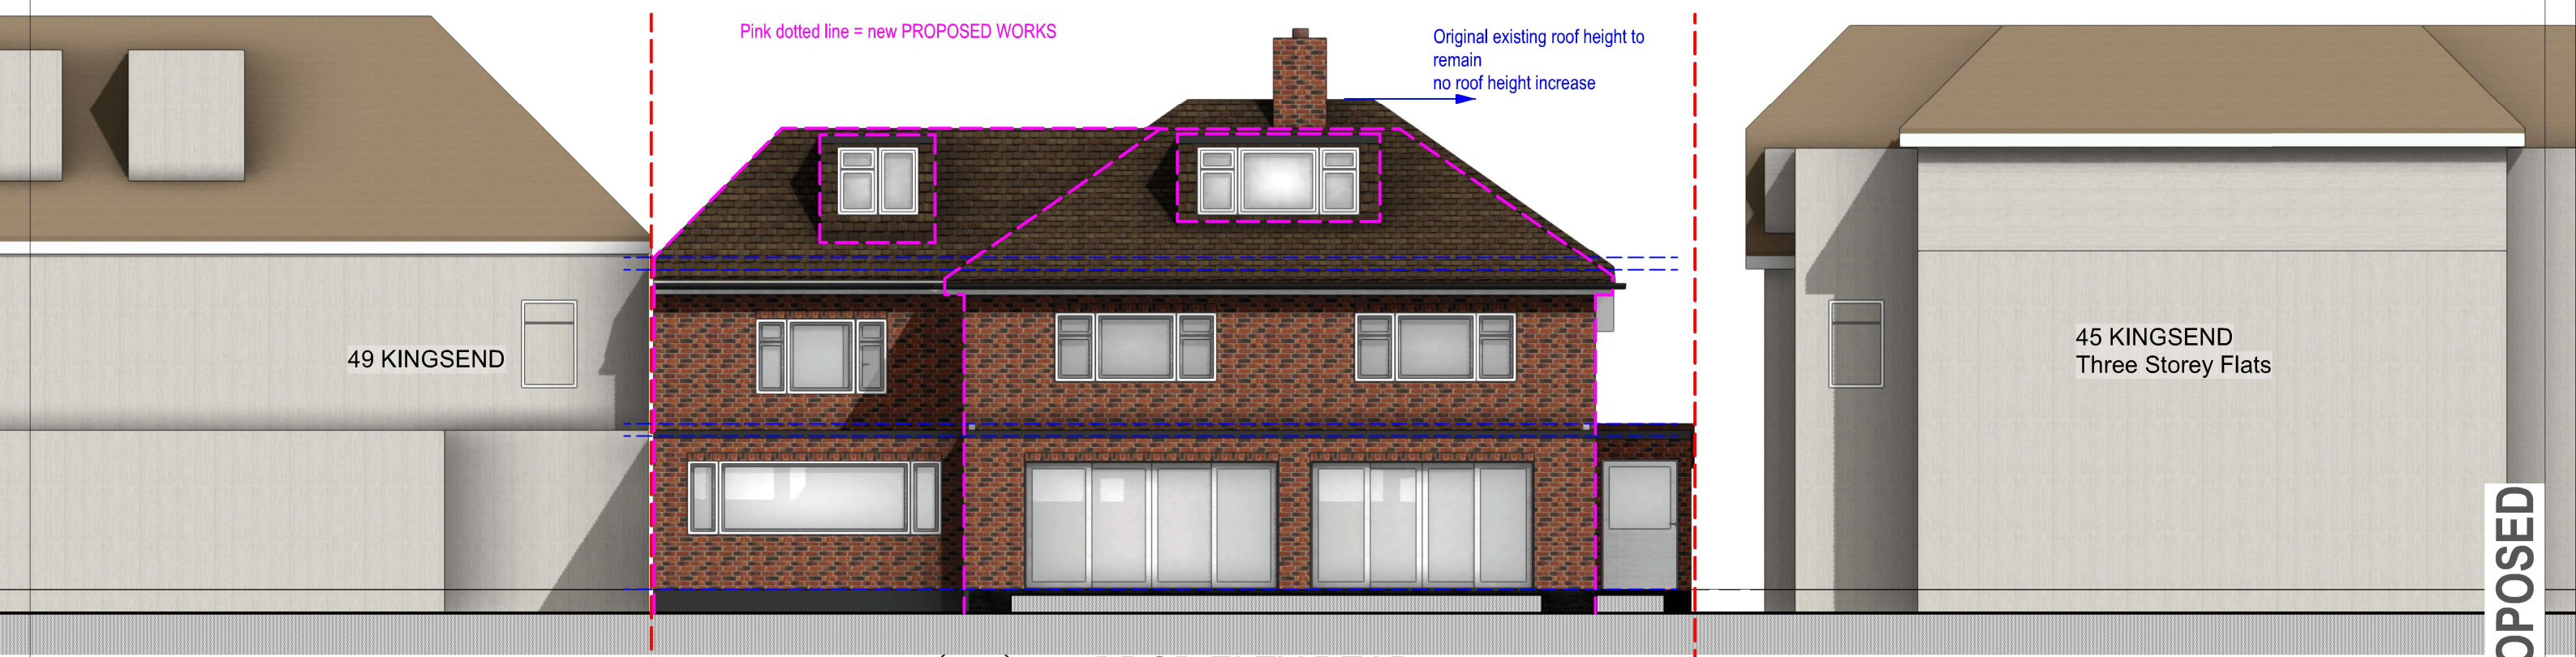 Pink dotted line = new PROPOSED WORKS
Original existing roof height to
remain
no roof height increase
49 KINGSEND
45 KINGSEND
Three Storey Flats
OPOSED